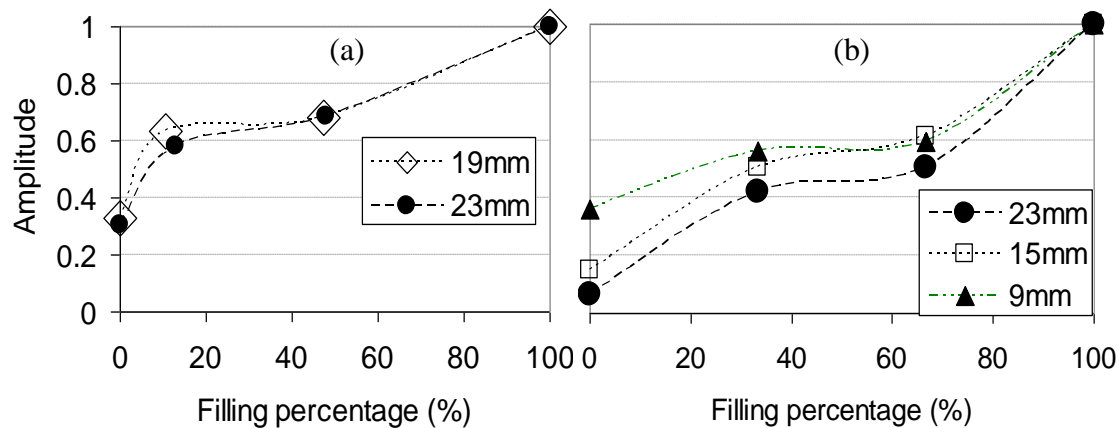 (a)
(b)
Amplitude
1
0.8
0.6
0.4
0.2
0
19mm
23mm
23mm
15mm
9mm
0 20 40 60 80 100
0 20 40 60 80 100
Filling percentage (%)
Filling percentage (%)